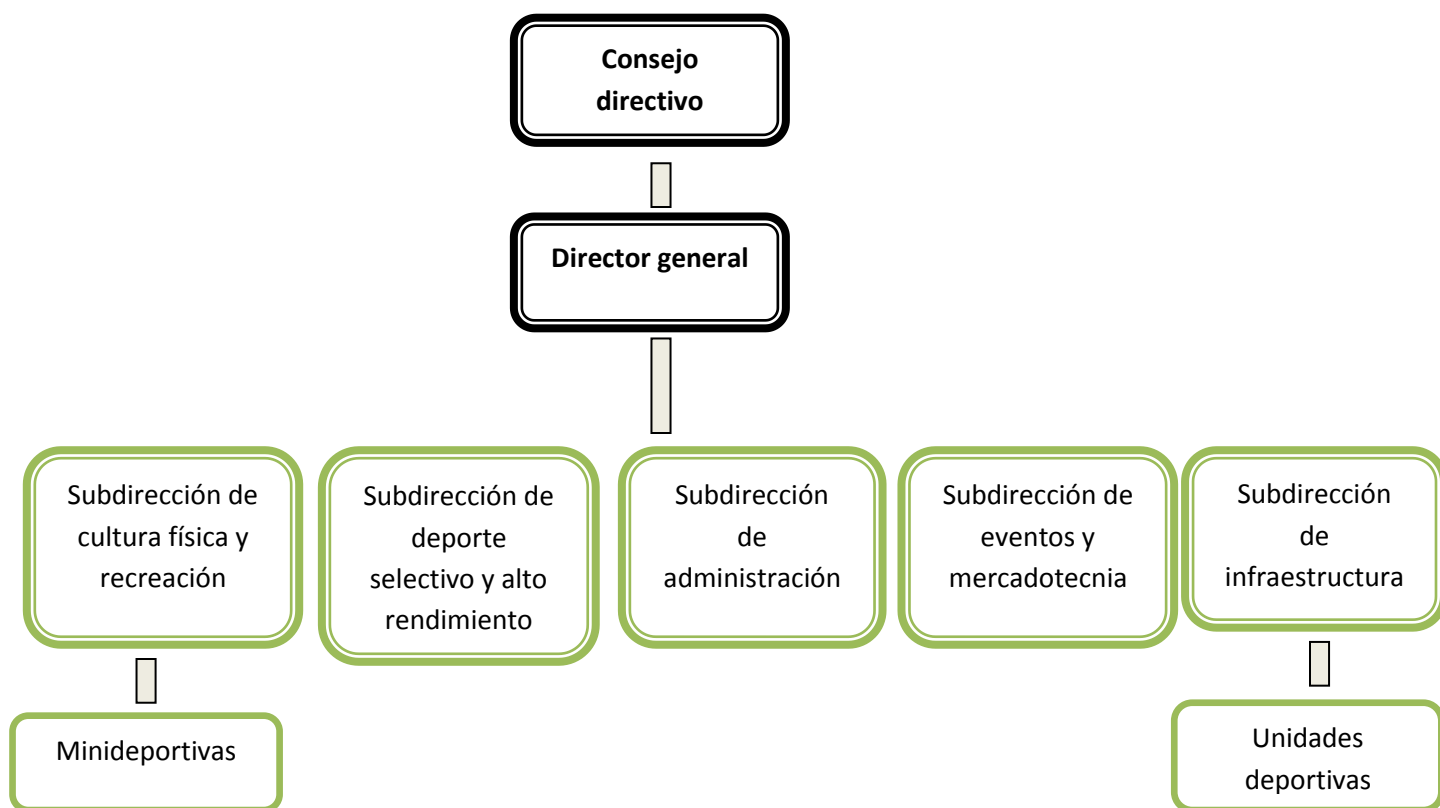 Consejo
directivo
Director general
Subdirección de
cultura física y
recreación
Subdirección de
deporte
selectivo y alto
rendimiento
Subdirección
de
administración
Subdirección de
eventos y
mercadotecnia
Subdirección
de
infraestructura
Minideportivas
Unidades
deportivas